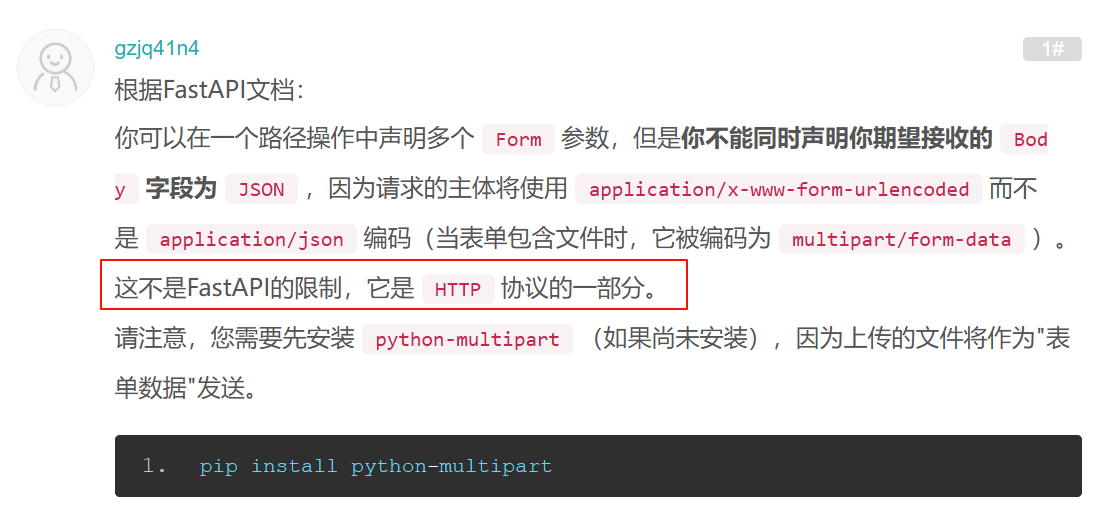 gzjq41n4
1#
根据FastAPI文档：
你可以在一个路径操作中声明多个 Form 参数，但是你不能同时声明你期望接收的 Bod
y 字段为 JSON ，因为请求的主体将使用 application/x-www-form-urlencoded 而不
是 application/json 编码（当表单包含文件时，它被编码为 multipart/form-data ）。
这不是FastAPI的限制，它是 HTTP 协议的一部分。
请注意，您需要先安装 python-multipart （如果尚未安装），因为上传的文件将作为"表
单数据"发送。
1. pip install python-multipart